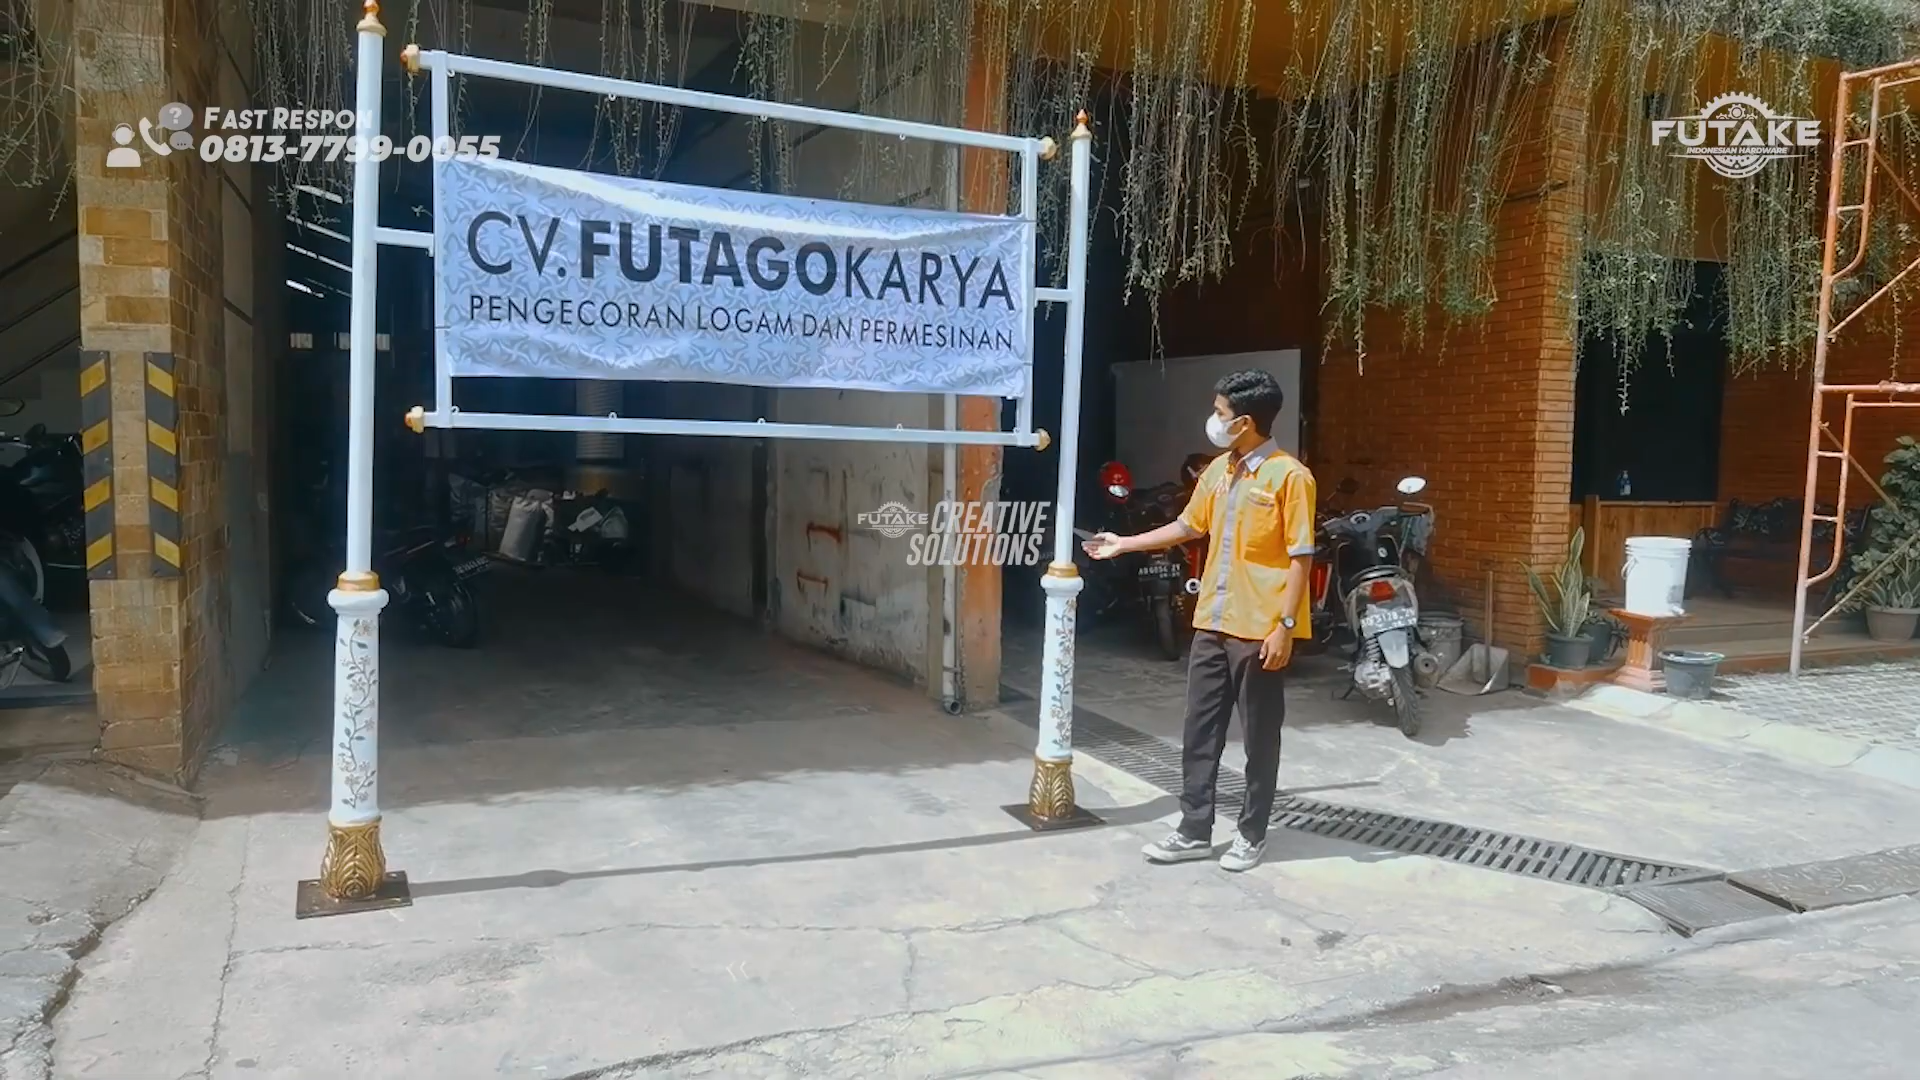 FAST RESPON
0813-7799-0055
FUTAKE
INDONESIAN HARDWARE
CV. FUTAGOKARYA
PENGECORAN LOGAM DAN PERMESINAN
FUTAKE CREATIVE
SOLUTIONS